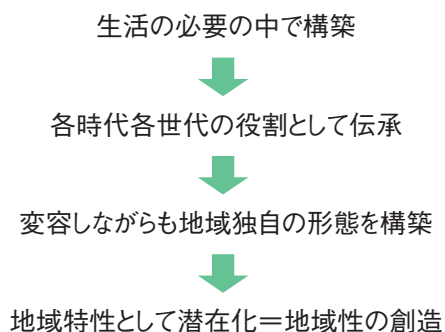 生活の必要の中で構築
各時代各世代の役割として伝承
変容しながらも地域独自の形態を構築
地域特性として潜在化＝地域性の創造